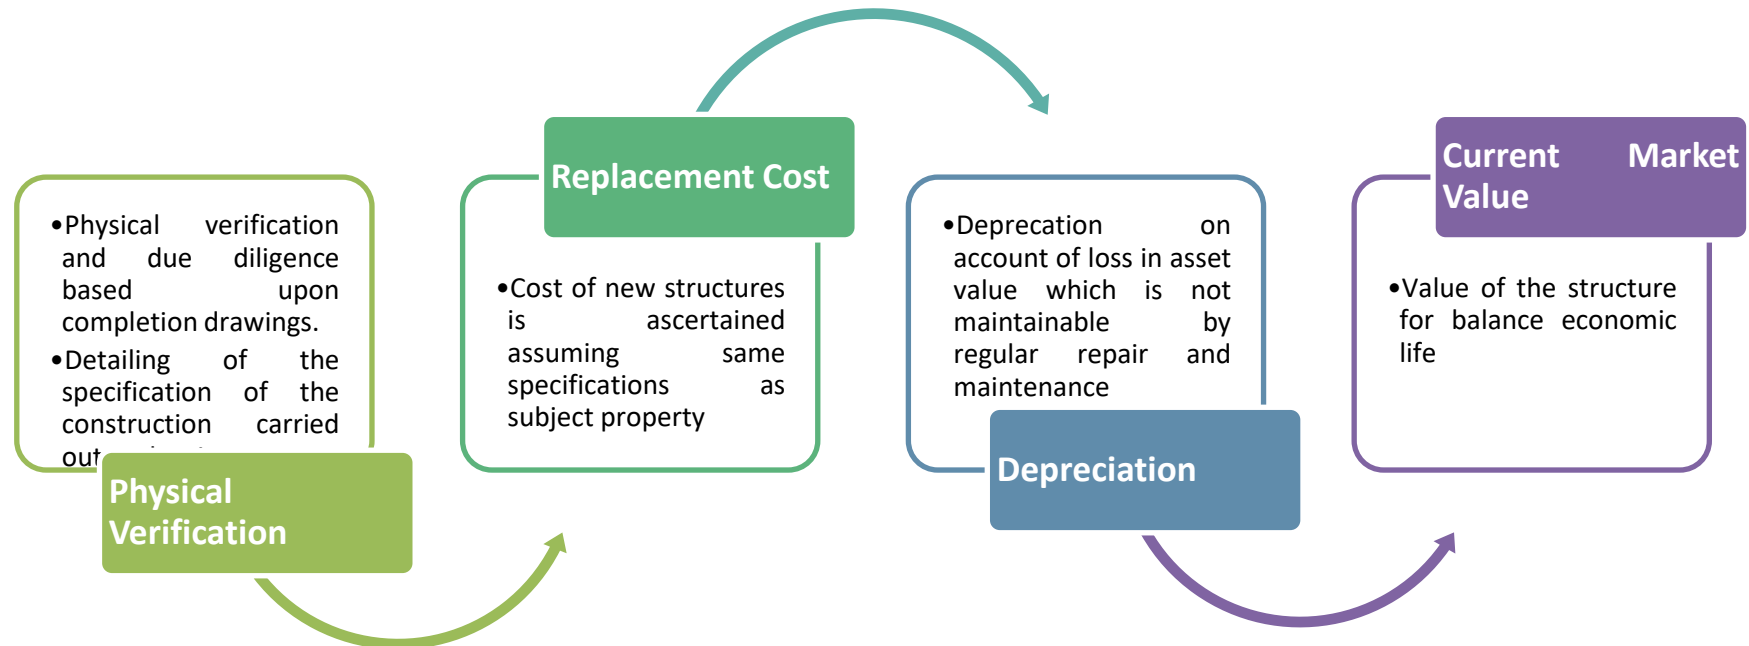 •Physical verification
and due diligence
based upon
completion drawings.
•Detailing of the
specification of the
construction carried
out
Physical
Verification
Replacement Cost
•Cost of new structures
is ascertained
assuming same
specifications as
subject property
•Deprecation on
account of loss in asset
value which is not
maintainable by
regular repair and
maintenance
Depreciation
Current Market
Value
•Value of the structure
for balance economic
life